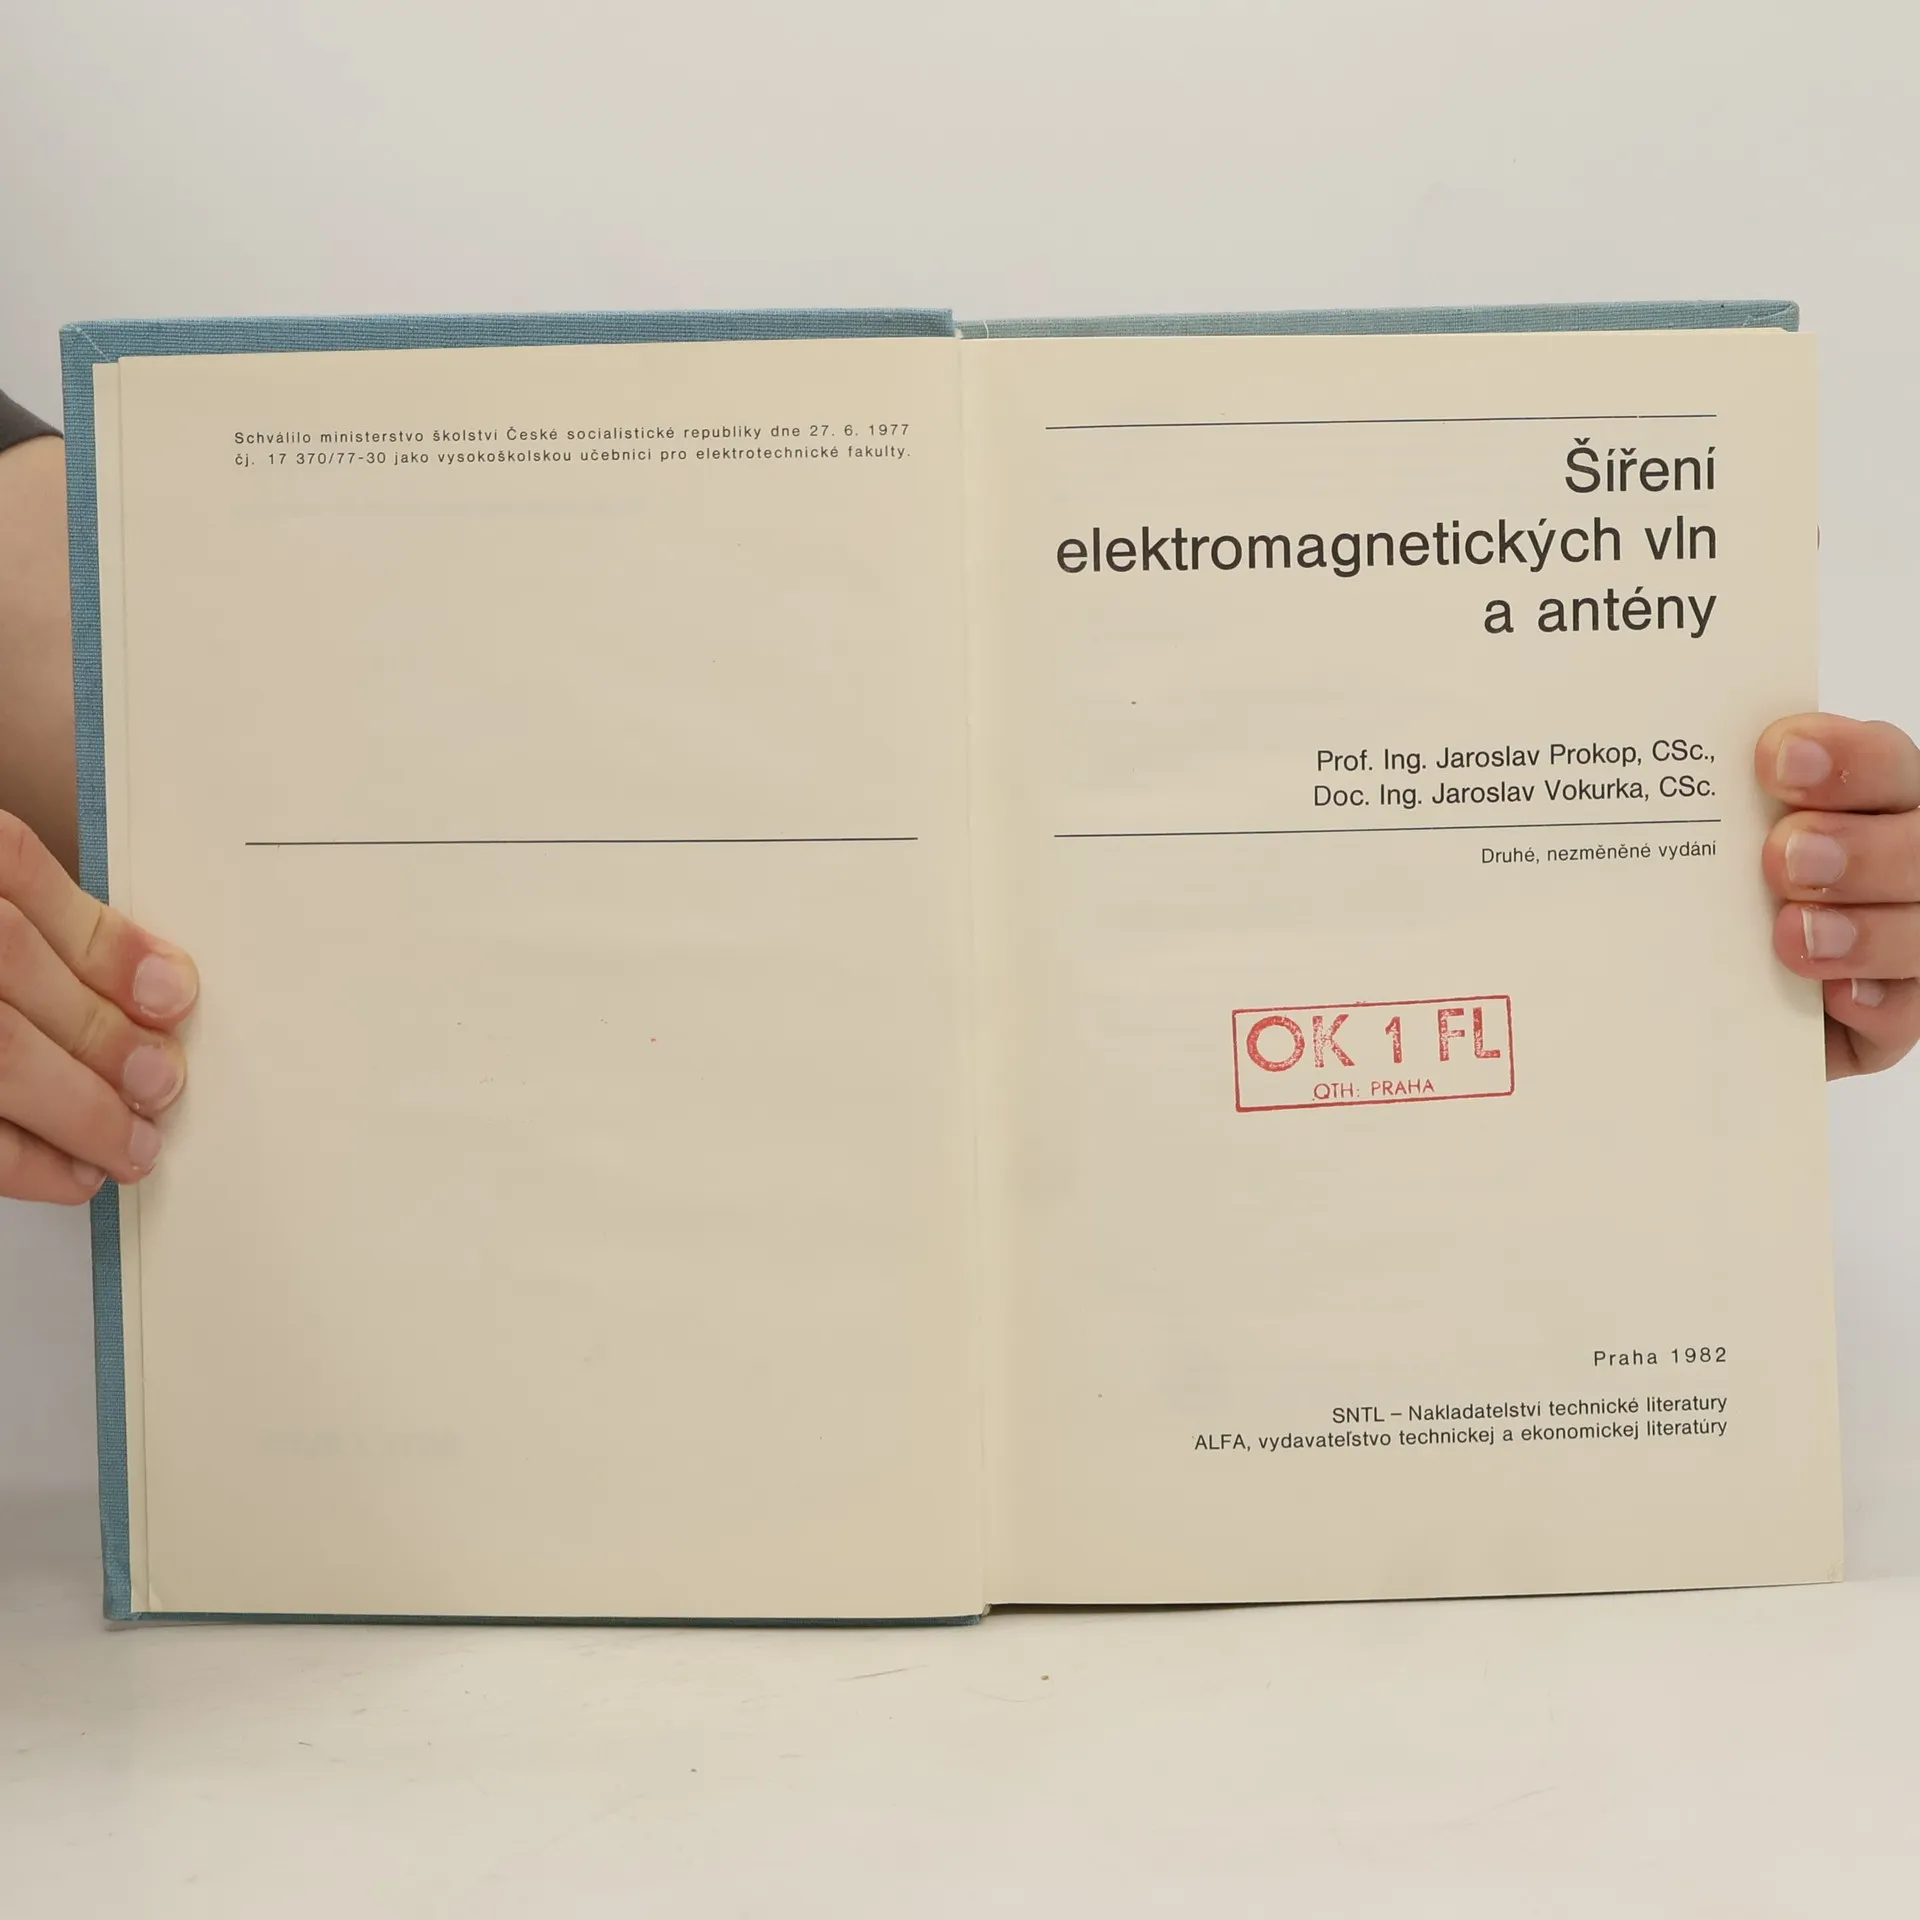 Schválilo ministerstvo školství České socialistické republiky dne 27. 6. 1977
čj. 17 370/77-30 jako vysokoškolskou učebnici pro elektrotechnické fakulty.
Šíření
elektromagnetických vln
a antény
Prof. Ing. Jaroslav Prokop, CSc.,
Doc. Ing. Jaroslav Vokurka, CSc.
Druhé, nezměněné vydání
OK 1 FL
QTH: PRAHA
Praha 1982
SNTL – Nakladatelství technické literatury
ALFA, vydavateľstvo technickej a ekonomickej literatúry